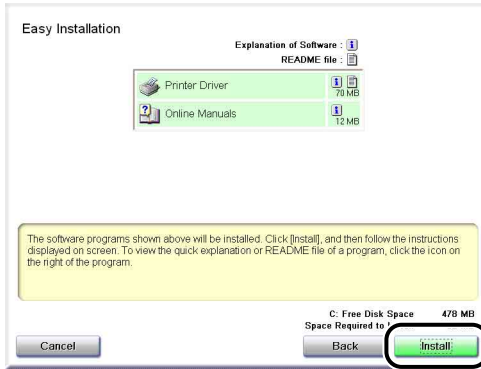 Easy Installation
Explanation of Software :
README file :
Printer Driver
70 MB
Online Manuals
12 MB
The software programs shown above will be installed. Click [Install], and then follow the instructions
displayed on screen. To view the quick explanation or README file of a program, click the icon on
the right of the program.
C: Free Disk Space 478 MB
Space Required to
Cancel
Back
Install